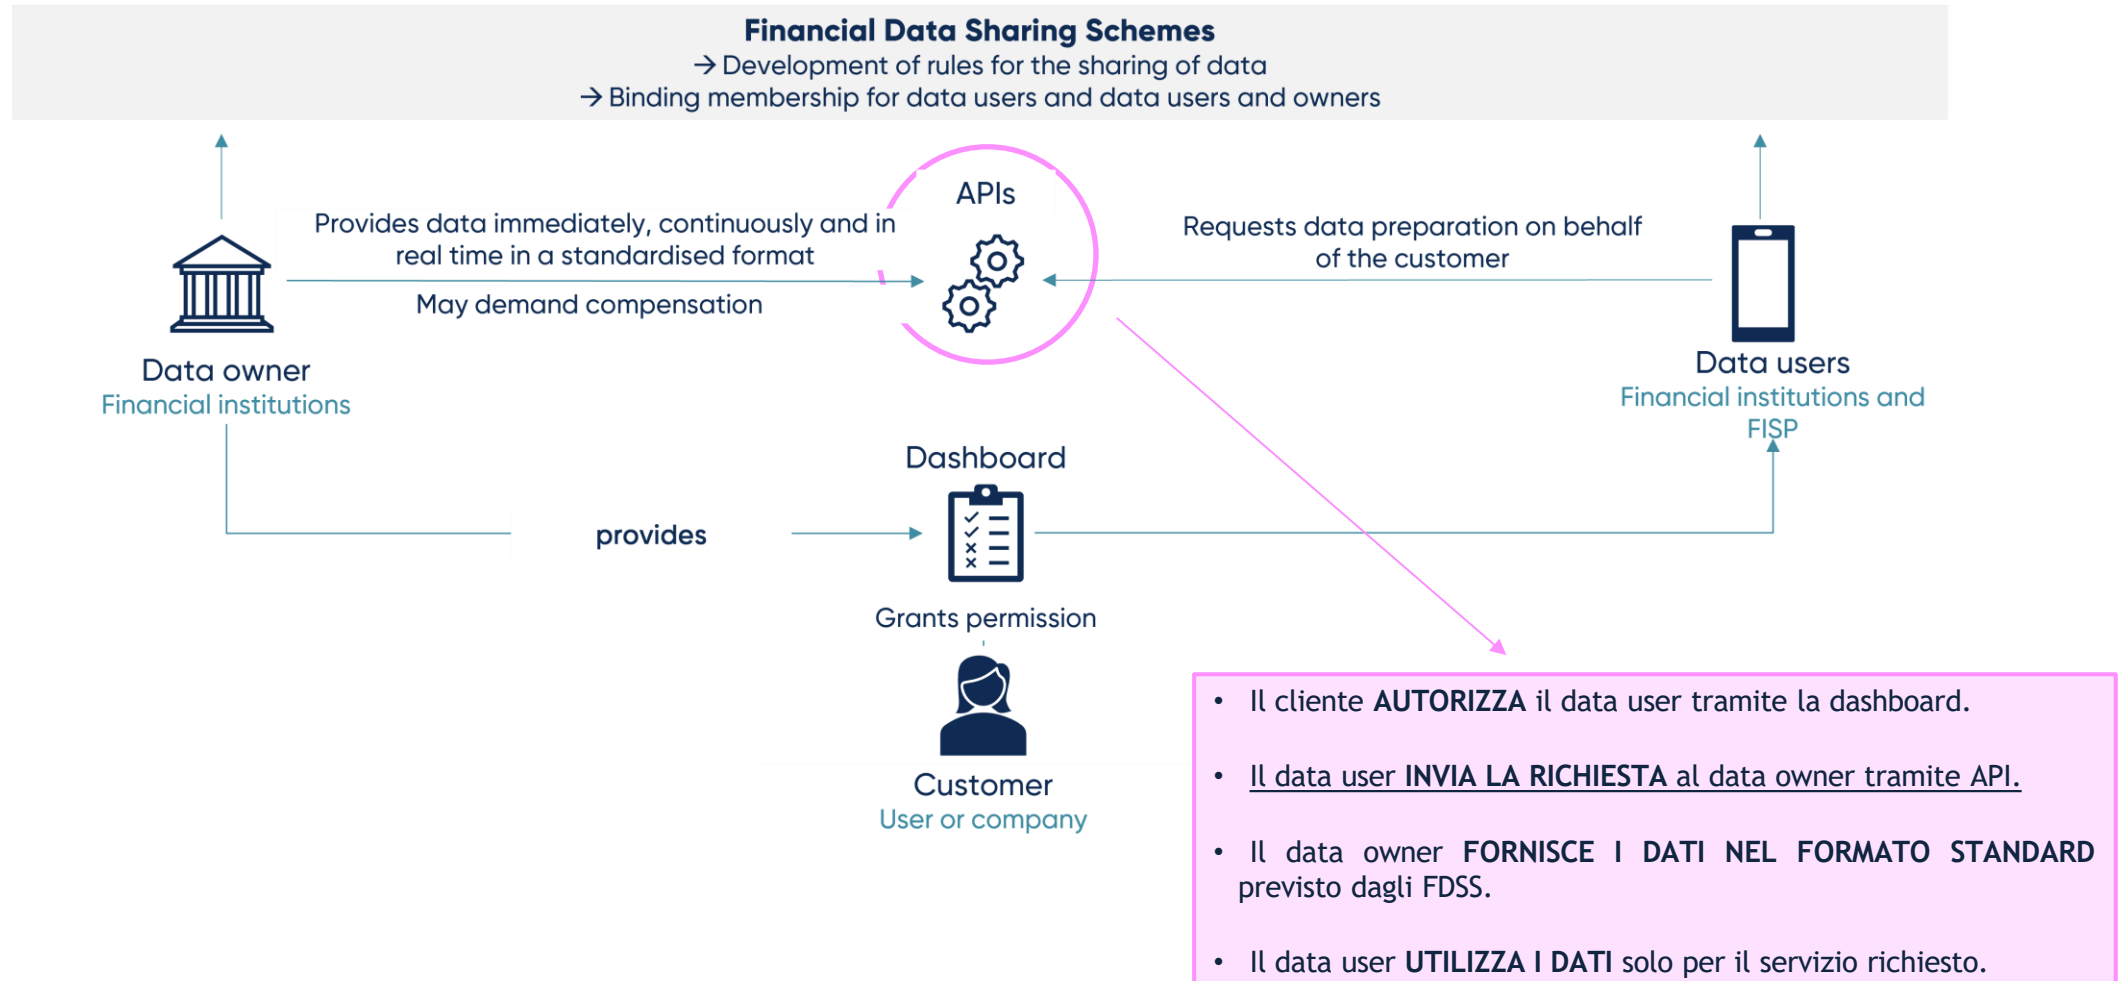 Financial Data Sharing Schemes
→ Development of rules for the sharing of data
→ Binding membership for data users and data users and owners
APIs
Provides data immediately, continuously and in
real time in a standardised format
May demand compensation
Requests data preparation on behalf
of the customer
Data owner
Financial institutions
Data users
Financial institutions and
FISP
Dashboard
provides
Grants permission
Customer
User or company
• Il cliente AUTORIZZA il data user tramite la dashboard.
• Il data user INVIA LA RICHIESTA al data owner tramite API.
• Il data owner FORNISCE I DATI NEL FORMATO STANDARD
previsto dagli FDSS.
• Il data user UTILIZZA I DATI solo per il servizio richiesto.